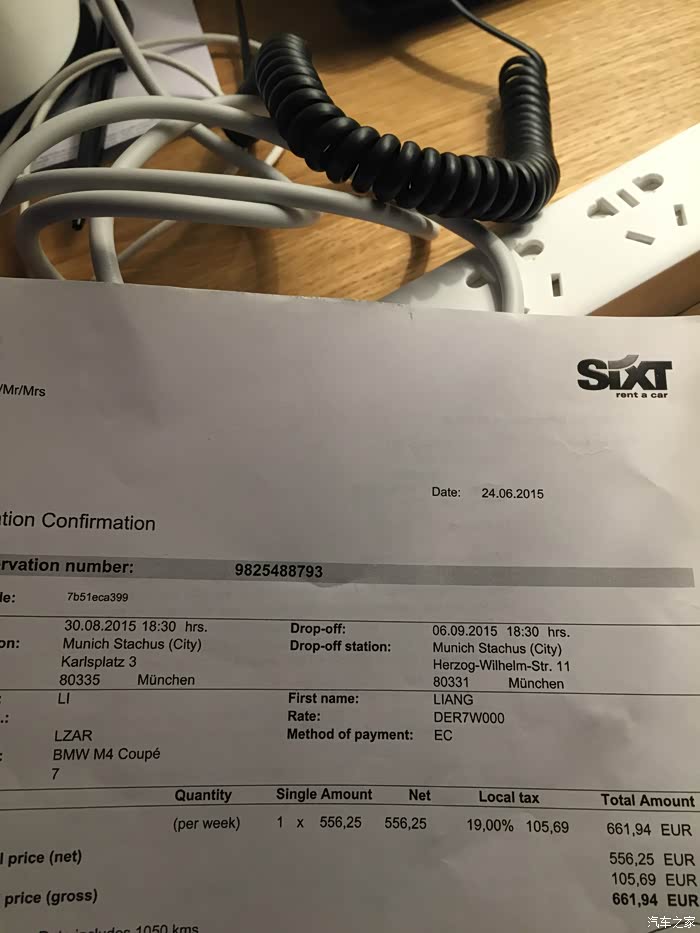 SIXT
rent a car
/Mr/Mrs
Date: 24.06.2015
tion Confirmation
rvation number: 9825488793
de: 7b51eca399
30.08.2015 18:30 hrs. Drop-off: 06.09.2015 18:30 hrs.
on: Munich Stachus (City) Drop-off station: Munich Stachus (City)
Karlsplatz 3 Herzog-Wilhelm-Str. 11
80335 München 80331 München
: LI First name: LIANG
.: Rate: DER7W000
LZAR Method of payment: EC
: BMW M4 Coupé
7
Quantity Single Amount Net Local tax Total Amount
(per week) 1 x 556,25 556,25 19,00% 105,69 661,94 EUR
l price (net) 556,25 EUR
105,69 EUR
price (gross) 661,94 EUR
includes 1050 kms
汽车之家